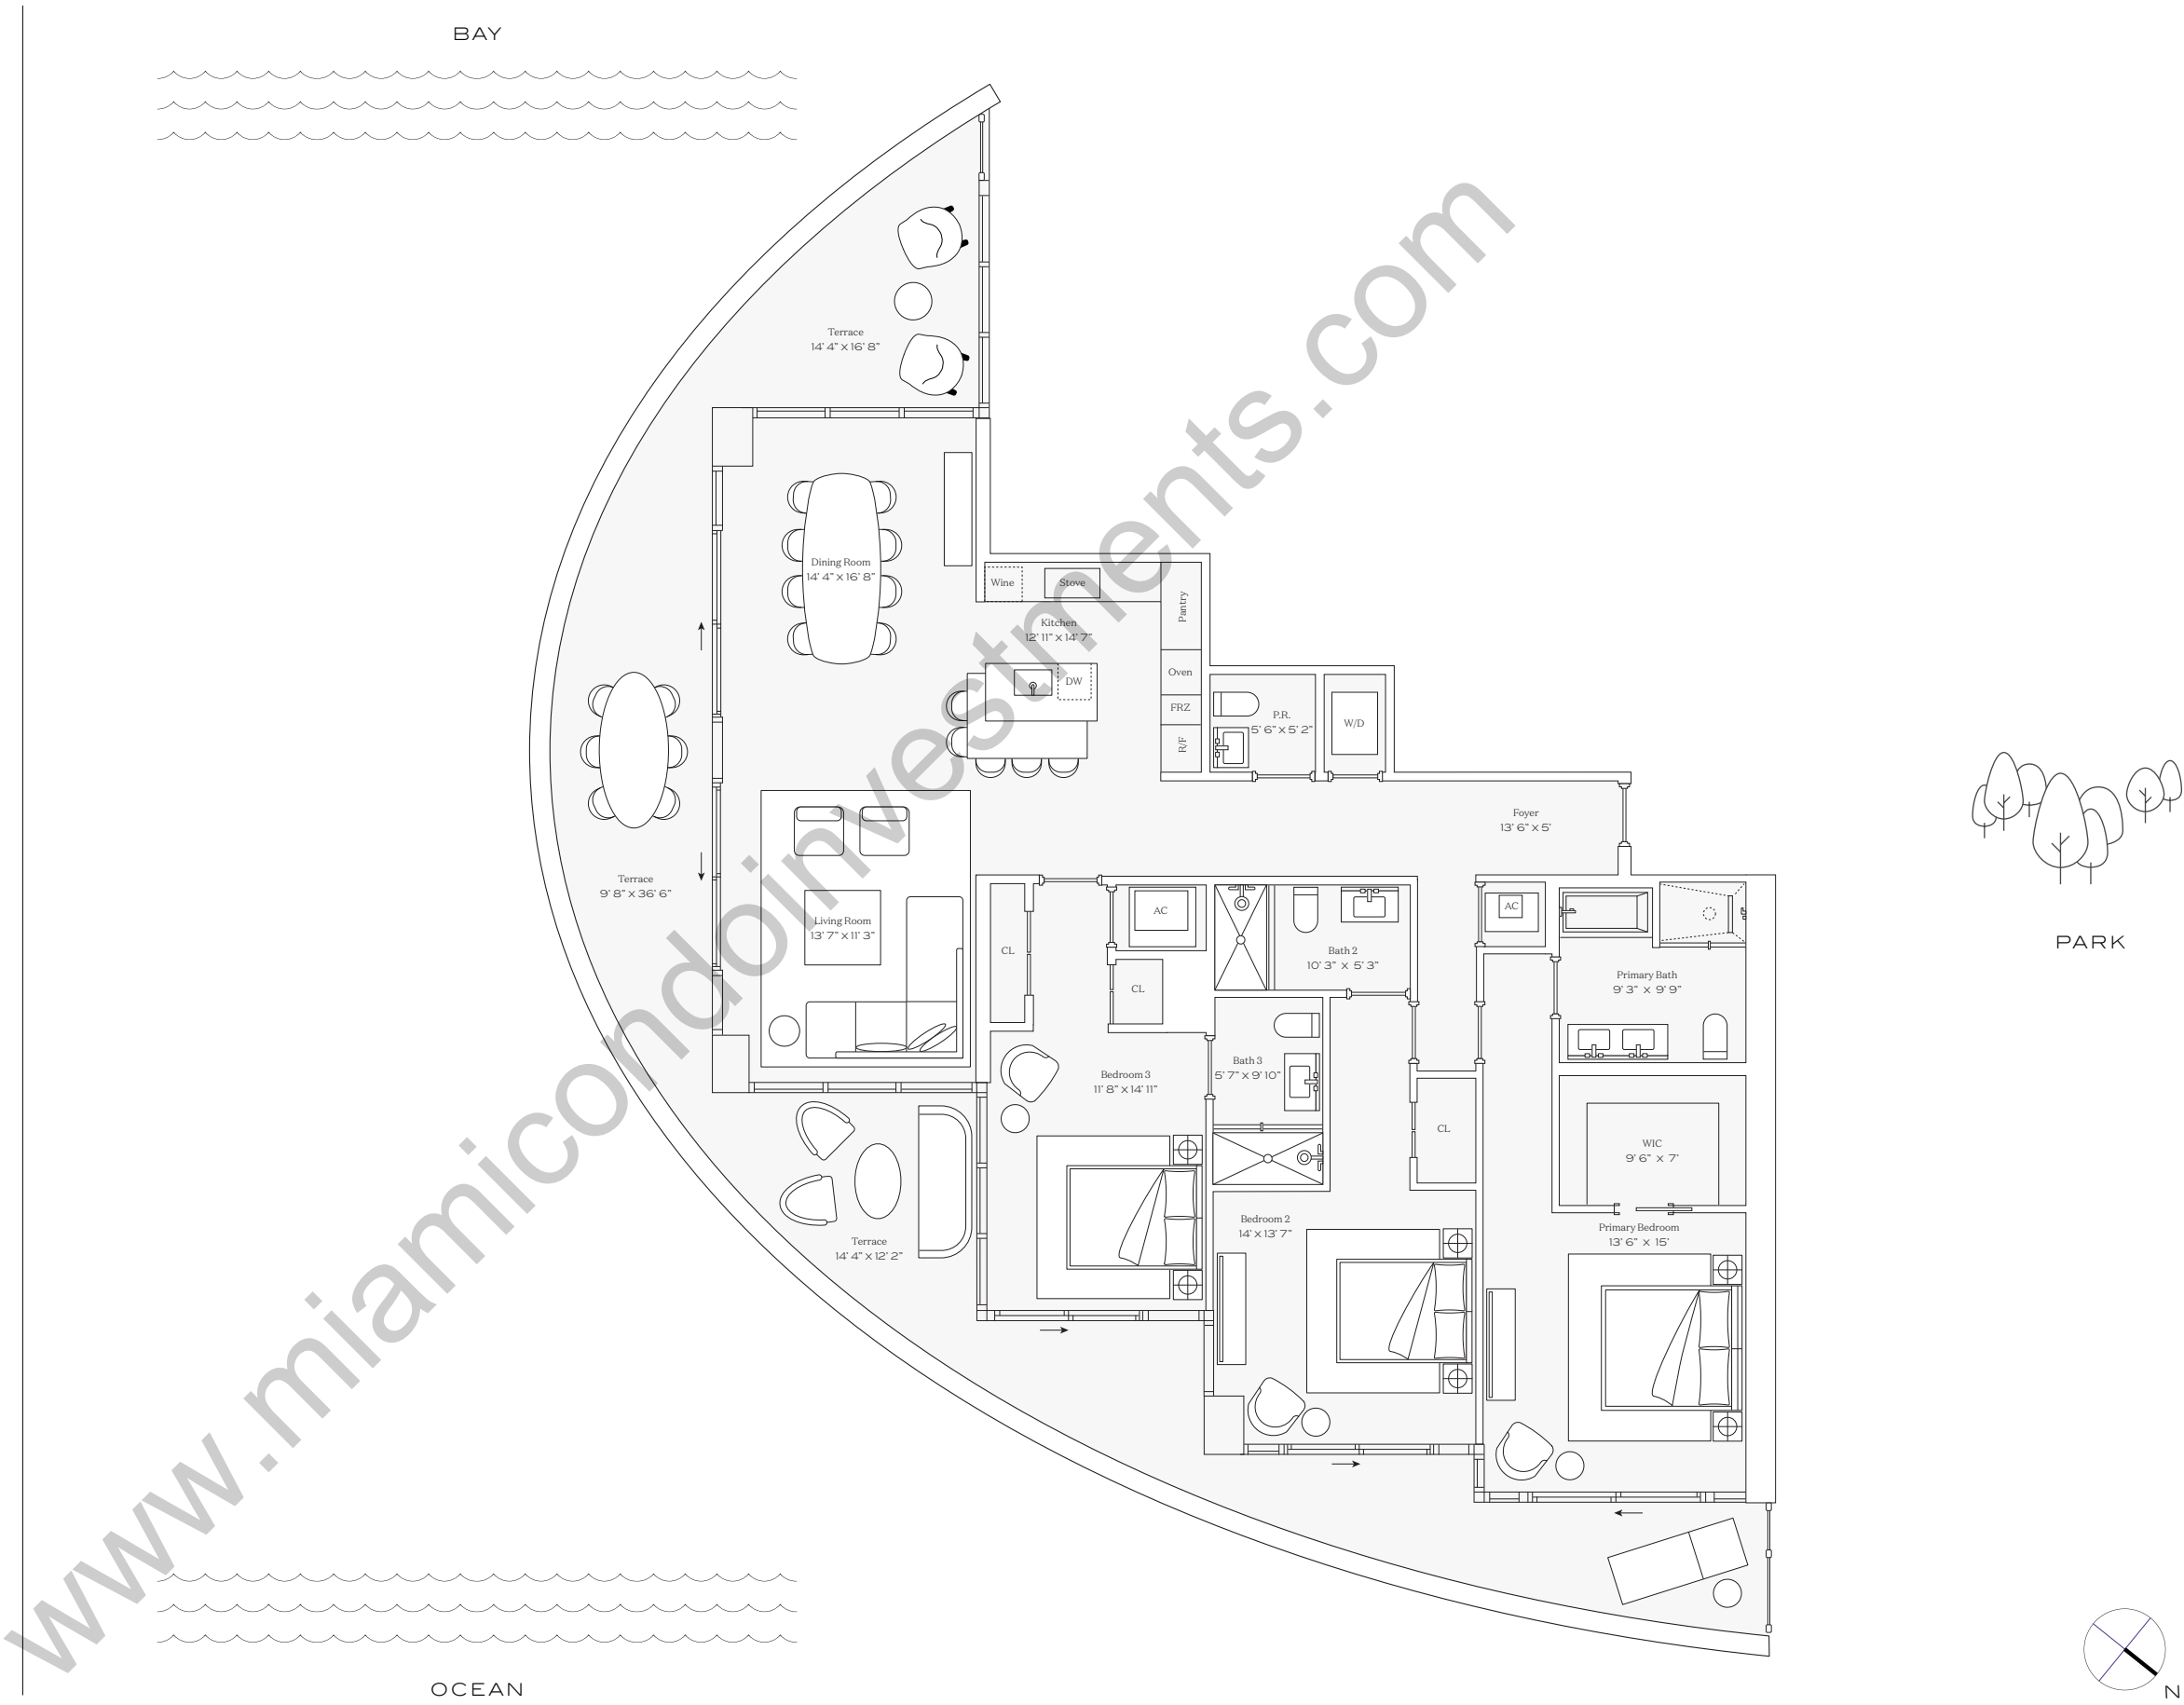 BAY
Terrace
14' 4" X 16' 8"
Dining Room
14' 4" X 16' 8"
Wine
Stove
Pantry
Kitchen
12' 11" X 14' 7"
Oven
DW
FRZ
R/F
P.R.
5' 6" X 5' 2"
W/D
Foyer
13' 6" X 5'
Terrace
9' 8" X 36' 6"
Living Room
13' 7" X 11' 3"
CL
AC
CL
Bath 2
10' 3" X 5' 3"
AC
Primary Bath
9' 3" X 9' 9"
PARK
Bath 3
5' 7" X 9' 10"
Bedroom 3
11' 8" X 14' 11"
CL
WIC
9' 6" X 7'
Terrace
14' 4" X 12' 2"
Bedroom 2
14' X 13' 7"
Primary Bedroom
13' 6" X 15'
OCEAN
N
www.miamicondoinvestments.com